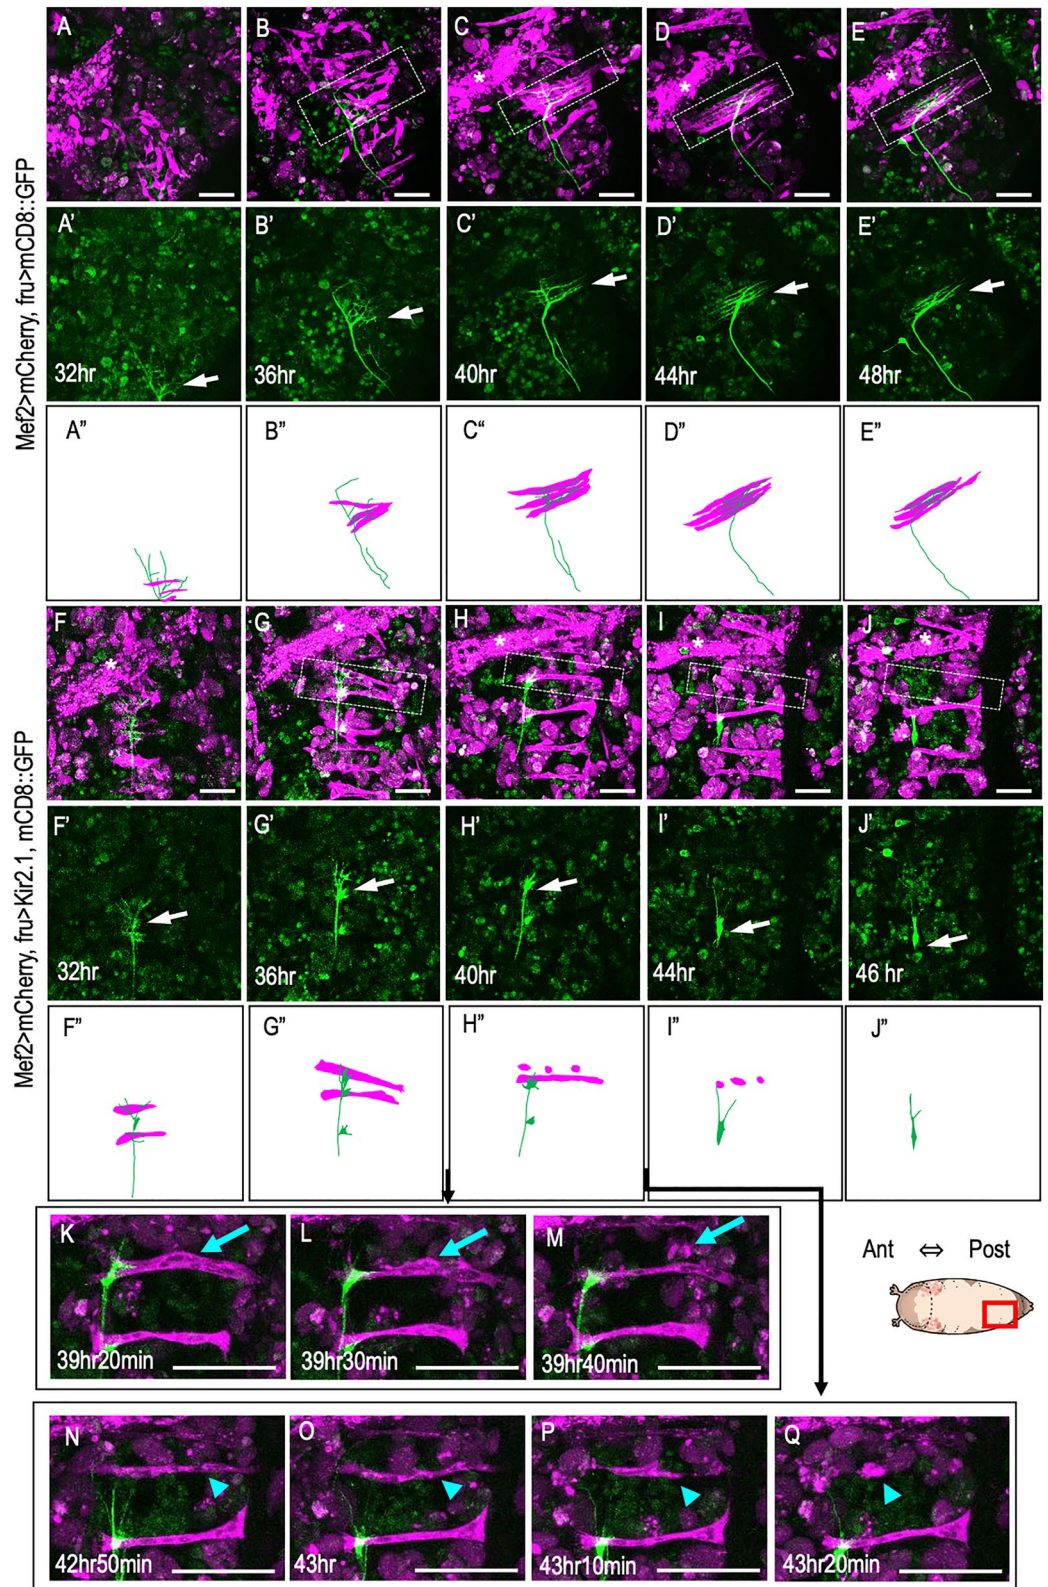 Mef2>mCherry, fru>mCD8::GFP
A B C D E
* * * *
A’ B’ C’ D’ E’
32hr 36hr 40hr 44hr 48hr
A” B” C“ D” E”
Mef2>mCherry, fru>Kir2.1, mCD8::GFP
F G H I J
* * * * *
F’ G’ H’ I’ J’
32hr 36hr 40hr 44hr 46 hr
F” G” H” I” J”
K L M
39hr20min 39hr30min 39hr40min
Ant ⇔ Post
N O P Q
42hr50min 43hr 43hr10min 43hr20min